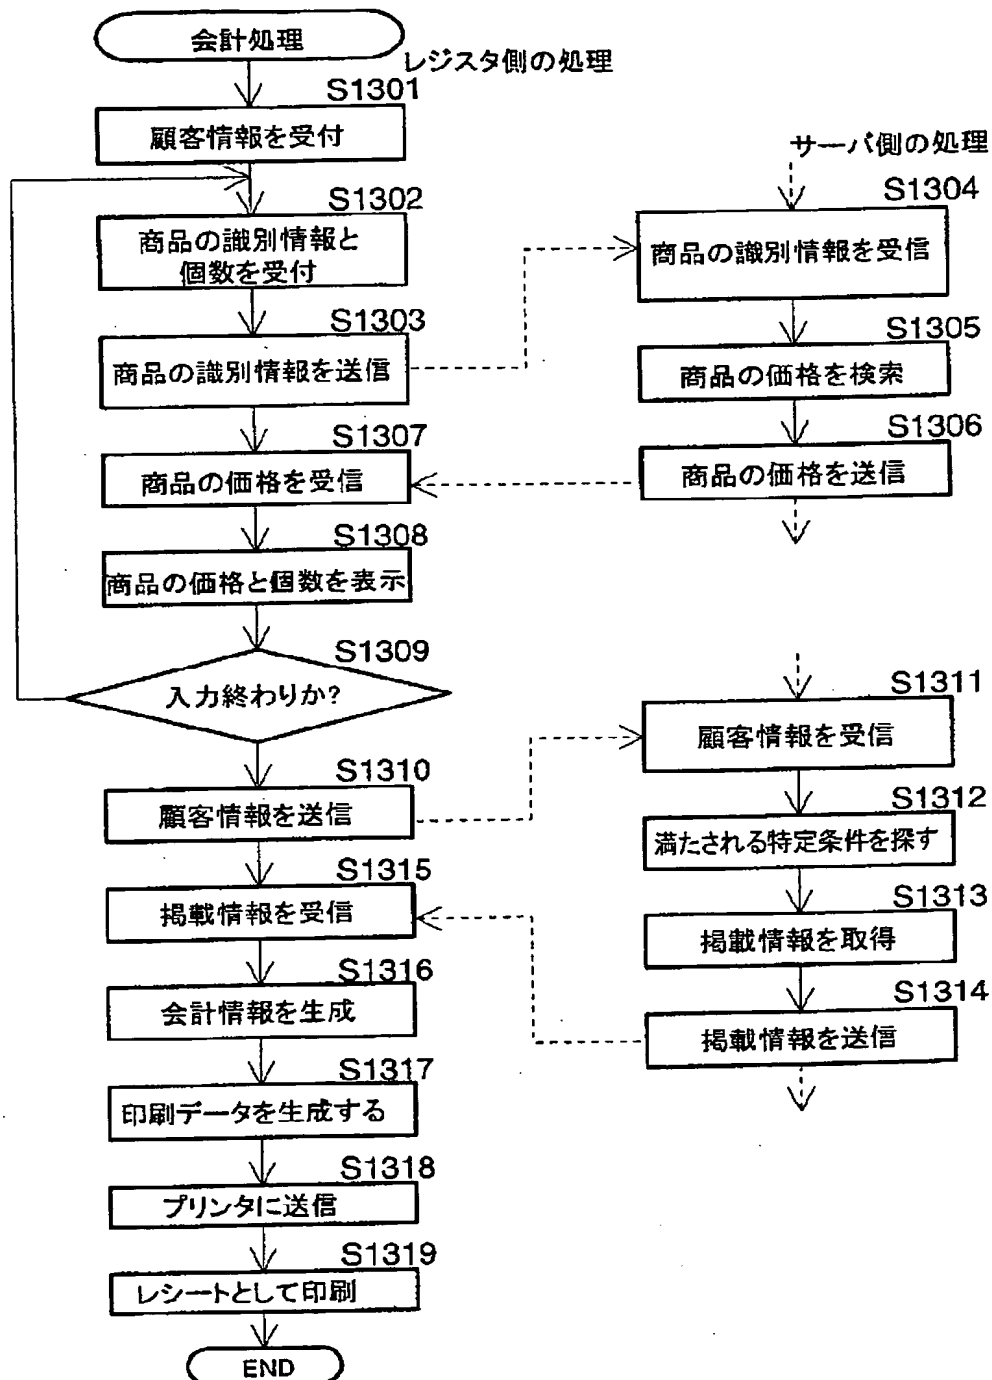 会計処理
レジスタ側の処理
S1301
顧客情報を受付
S1302
商品の識別情報と
個数を受付
S1303
商品の識別情報を送信
サーバ側の処理
S1304
商品の識別情報を受信
S1305
商品の価格を検索
S1306
商品の価格を送信
S1307
商品の価格を受信
S1308
商品の価格と個数を表示
S1309
入力終わりか?
S1310
顧客情報を送信
S1311
顧客情報を受信
S1312
満たされる特定条件を探す
S1313
掲載情報を取得
S1314
掲載情報を送信
S1315
掲載情報を受信
S1316
会計情報を生成
S1317
印刷データを生成する
S1318
プリンタに送信
S1319
レシートとして印刷
END